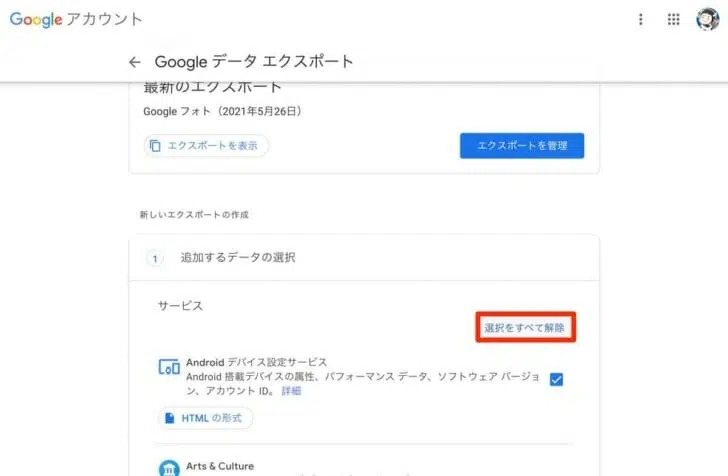 Google アカウント
Google データ エクスポート
最新のエクスポート
Google フォト（2021年5月26日）
エクスポートを表示
エクスポートを管理
新しいエクスポートの作成
1 追加するデータの選択
サービス
選択をすべて解除
Android デバイス設定サービス
Android 搭載デバイスの属性、パフォーマンス データ、ソフトウェア バージョ
ン、アカウント ID。 詳細
HTML の形式
Arts & Culture